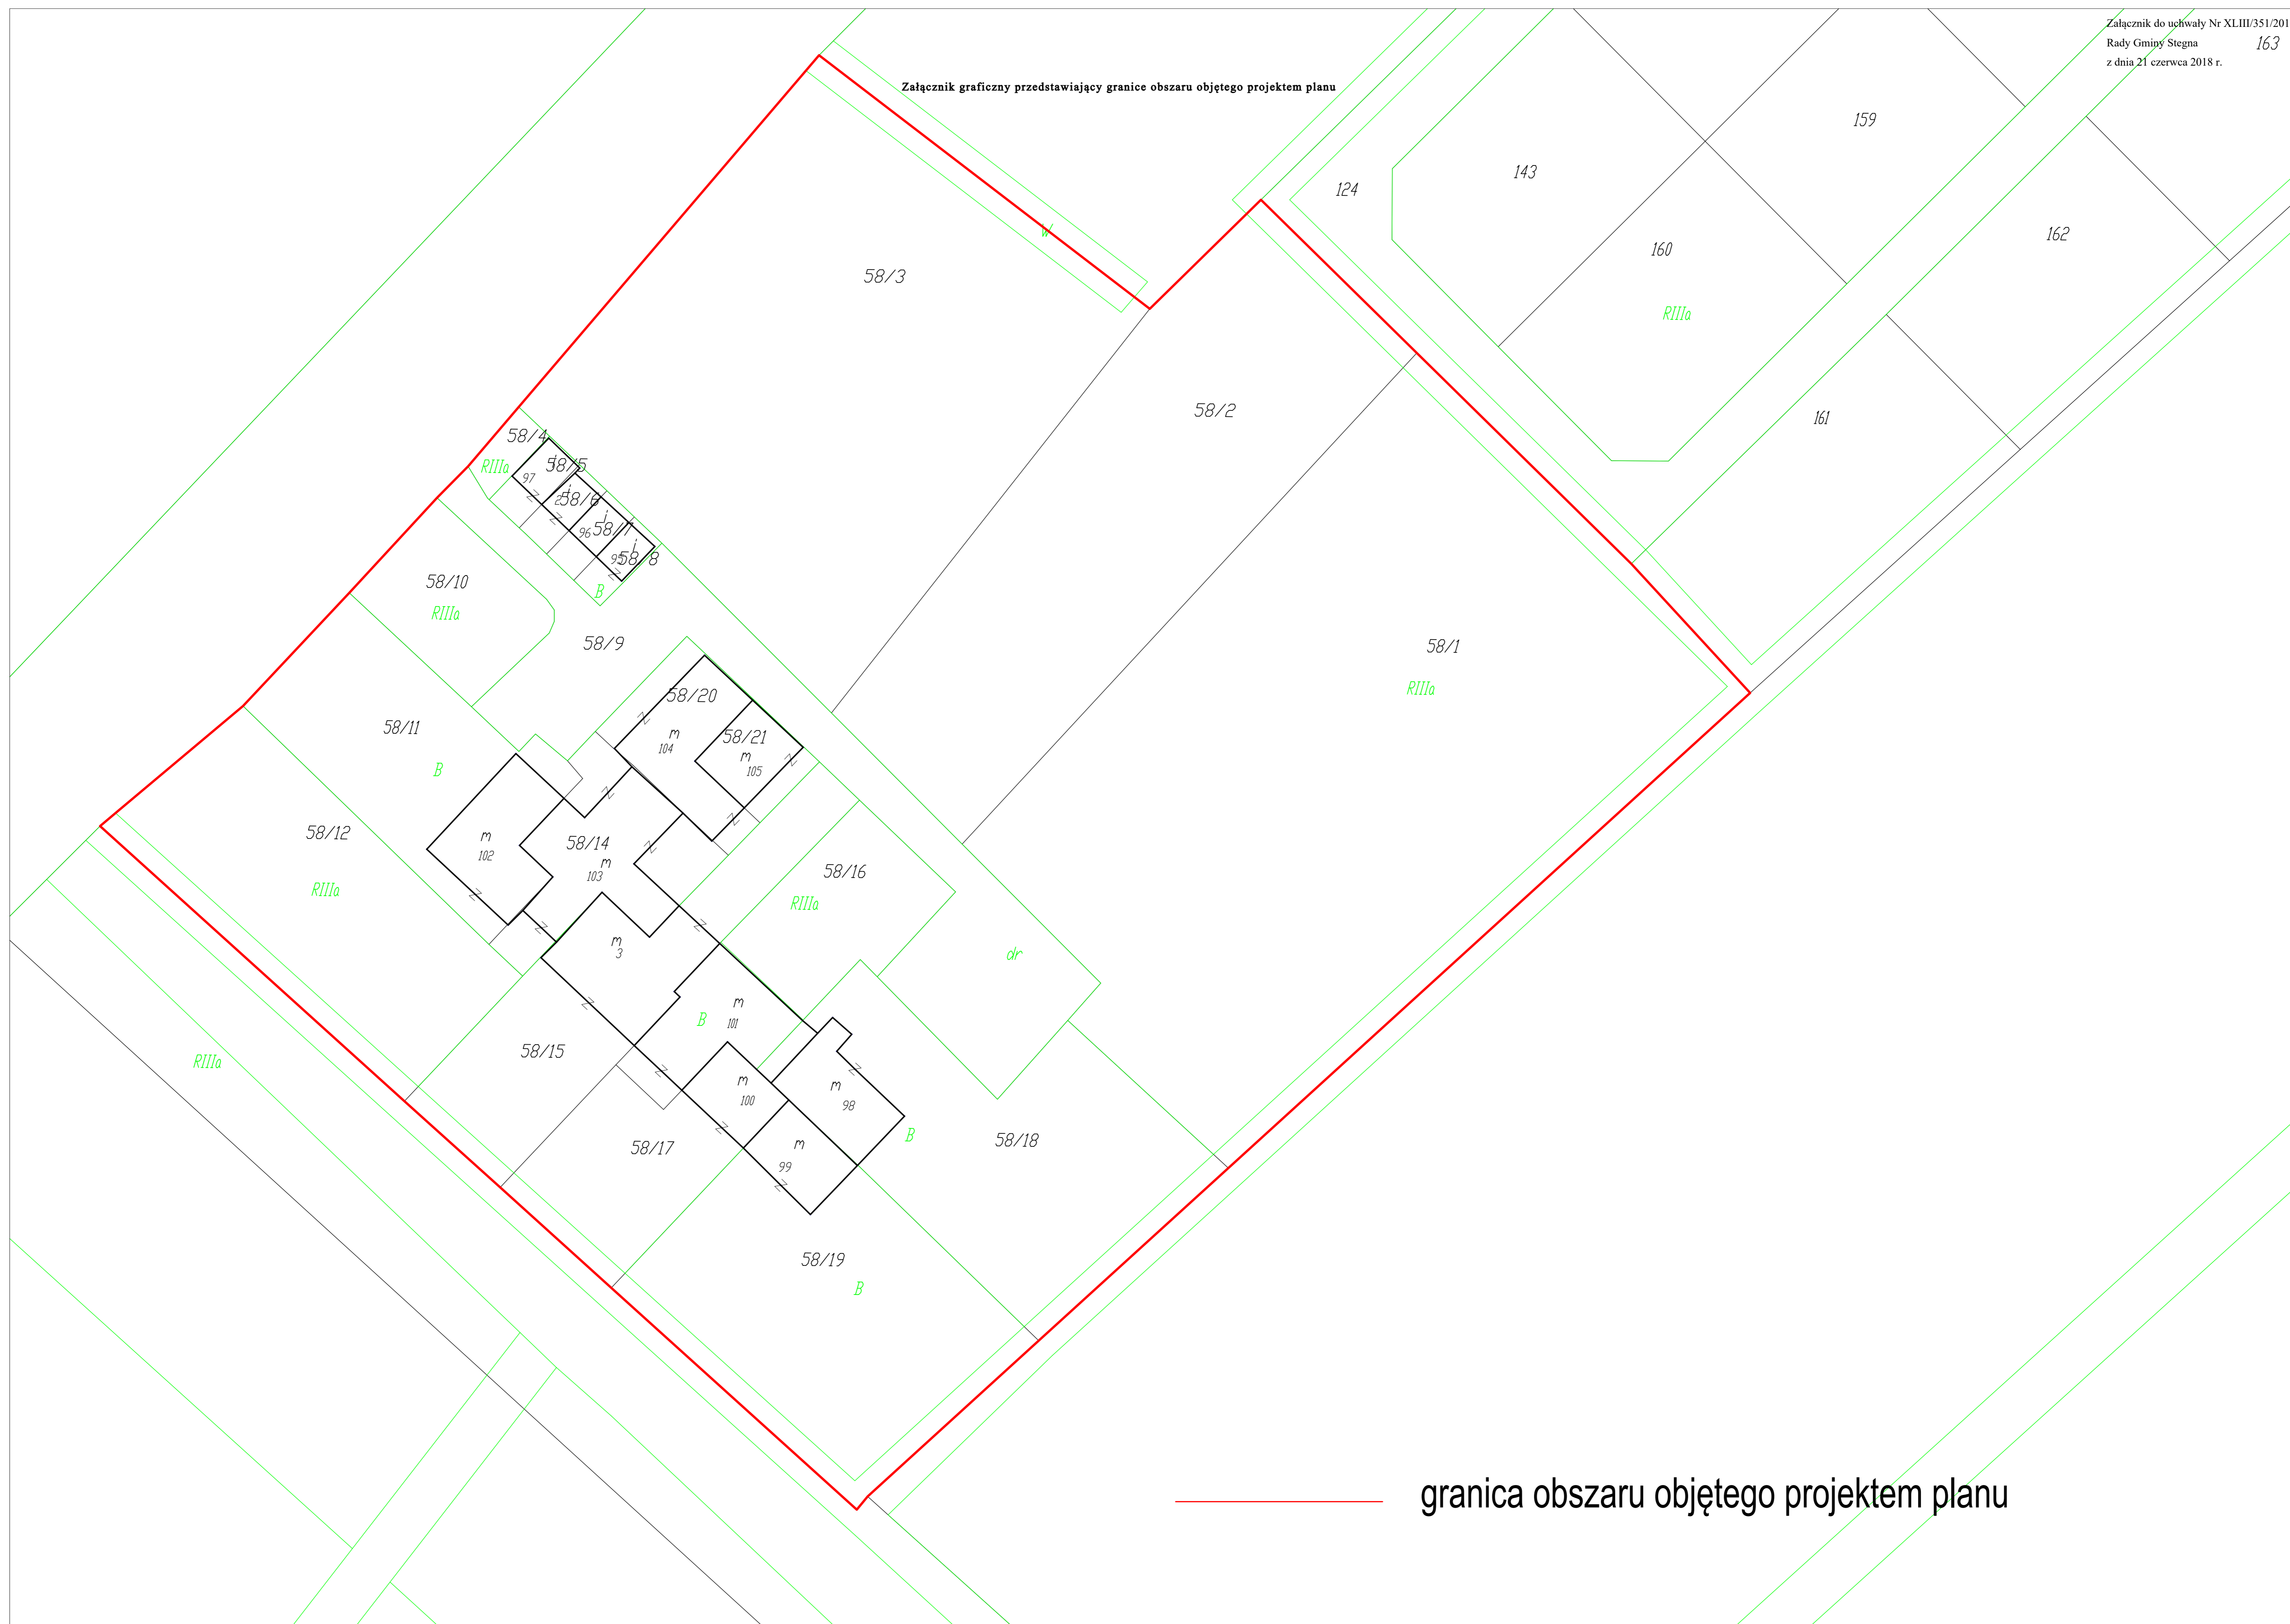 Załącznik do uchwały Nr XLIII/351/201
Rady Gminy Stegna
z dnia 21 czerwca 2018 r.
163
Załącznik graficzny przedstawiający granice obszaru objętego projektem planu
159
143
124
160
162
RIIIa
W
58/3
58/2
161
58/4
RIIIa
58/5
i
97
58/6
i
2
58/7
i
96
58/8
i
95
B
58/10
RIIIa
58/9
58/1
RIIIa
58/20
m
104
58/21
m
105
58/11
B
58/12
RIIIa
m
102
58/14
m
103
58/16
RIIIa
m
3
dr
m
101
B
58/15
RIIIa
m
100
m
98
B
58/18
58/17
m
99
58/19
B
granica obszaru objętego projektem planu